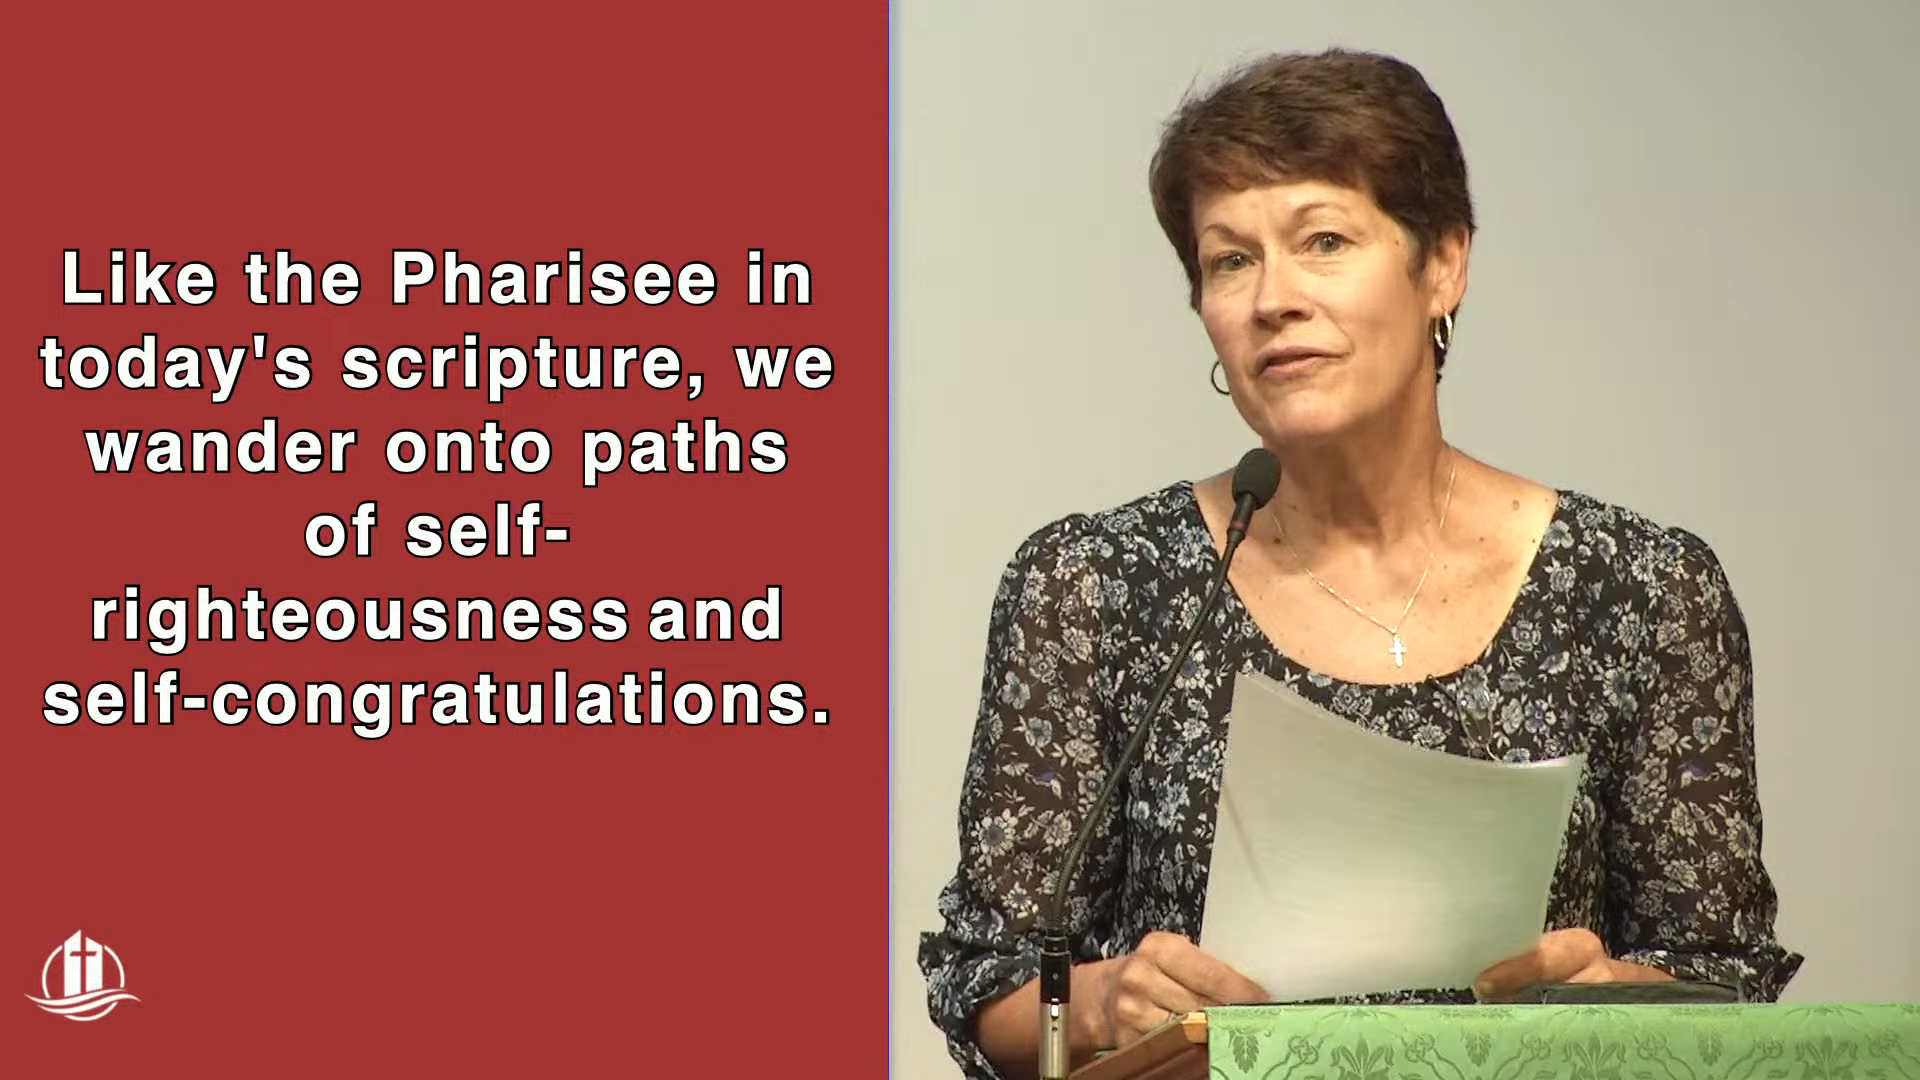 Like the Pharisee in
today's scripture, we
wander onto paths
of self-
righteousness and
self-congratulations.